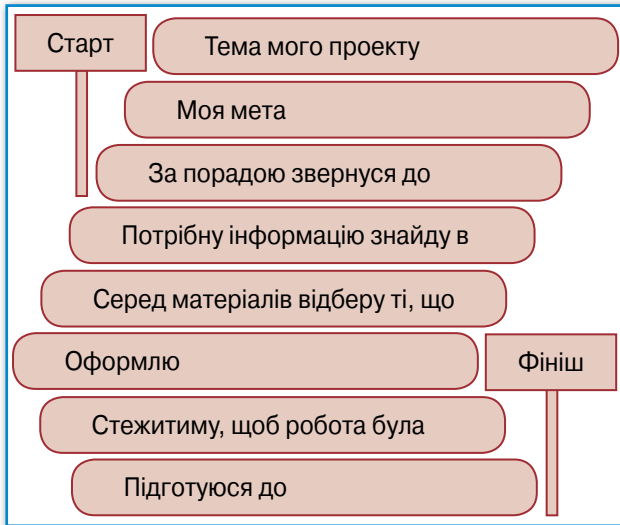 Старт
Тема мого проекту
Моя мета
За порадою звернуся до
Потрібну інформацію знайду в
Серед матеріалів відберу ті, що
Оформлю
Фініш
Стежитиму, щоб робота була
Підготуюся до